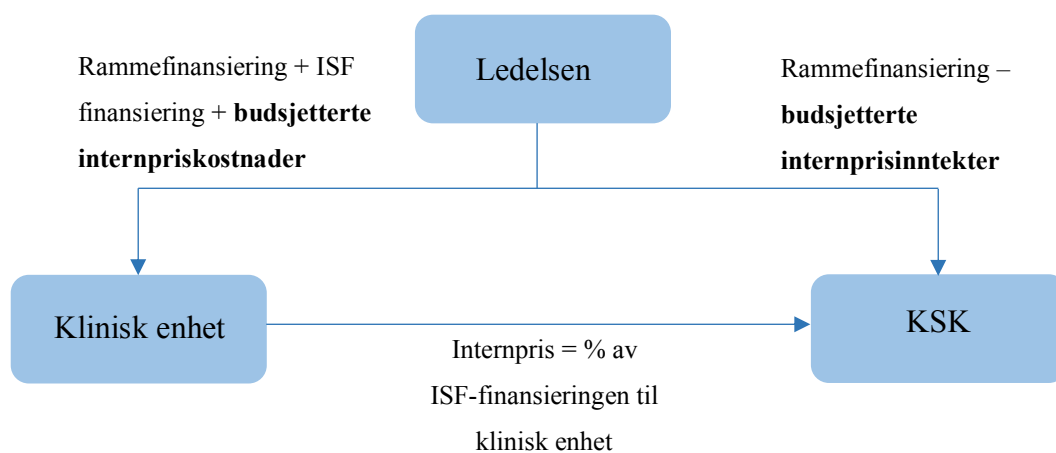 Ledelsen
Rammefinansiering + ISF
finansiering + budsjetterte
internpriskostnader
Rammefinansiering –
budsjetterte
internprisinntekter
Klinisk enhet
KSK
Internpris = % av
ISF-finansieringen til
klinisk enhet